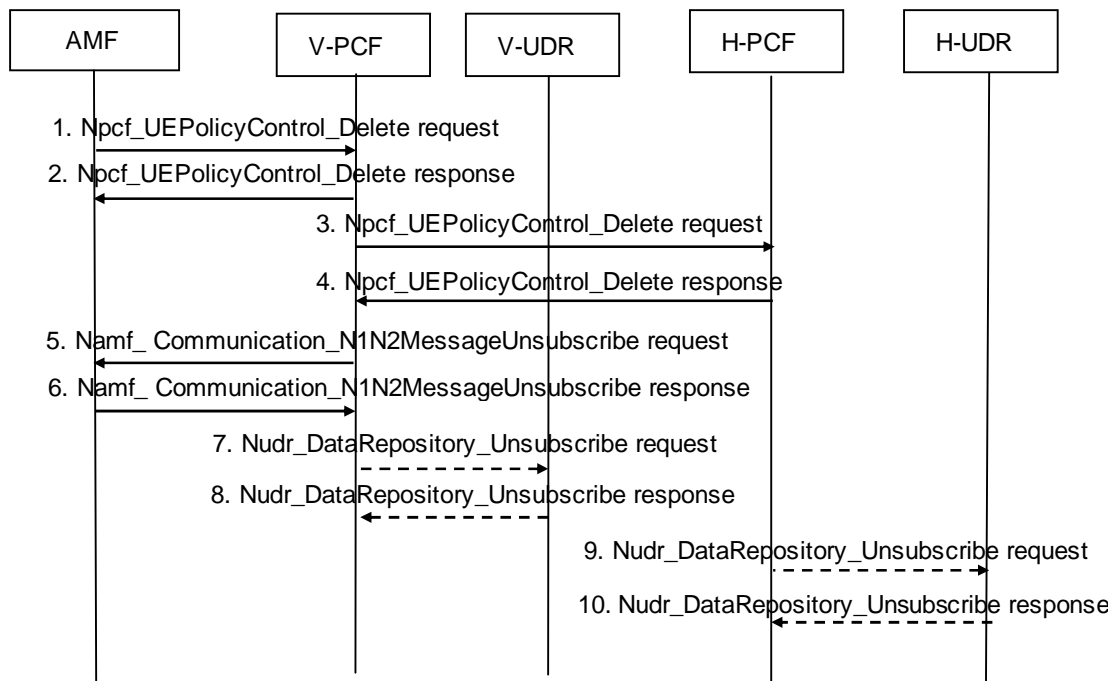 AMF V-PCF V-UDR H-PCF H-UDR
1. Npcf_UEPolicyControl_Delete request
2. Npcf_UEPolicyControl_Delete response
3. Npcf_UEPolicyControl_Delete request
4. Npcf_UEPolicyControl_Delete response
5. Namf_ Communication_N1N2MessageUnsubscribe request
6. Namf_ Communication_N1N2MessageUnsubscribe response
7. Nudr_DataRepository_Unsubscribe request
8. Nudr_DataRepository_Unsubscribe response
9. Nudr_DataRepository_Unsubscribe request
10. Nudr_DataRepository_Unsubscribe response